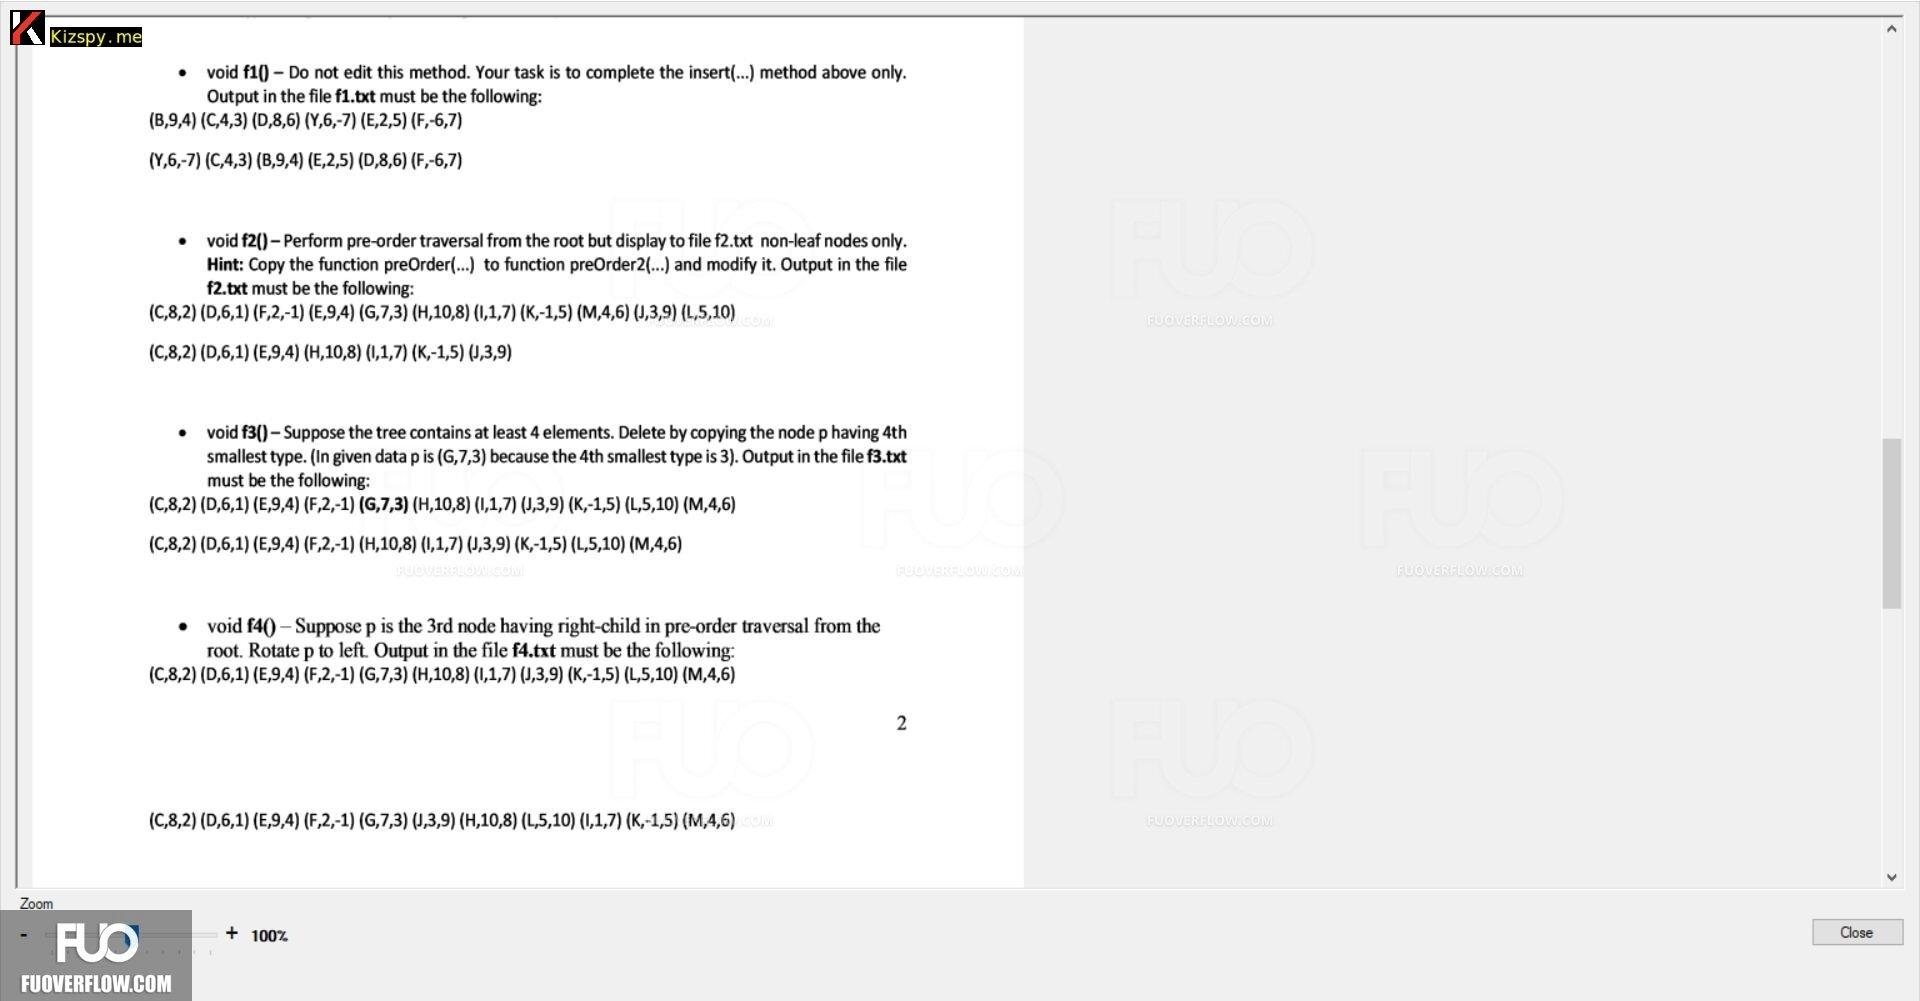 Kizspy.me
• void f1() – Do not edit this method. Your task is to complete the insert(...) method above only.
Output in the file f1.txt must be the following:
(B,9,4) (C,4,3) (D,8,6) (Y,6,-7) (E,2,5) (F,-6,7)
(Y,6,-7) (C,4,3) (B,9,4) (E,2,5) (D,8,6) (F,-6,7)
• void f2() – Perform pre-order traversal from the root but display to file f2.txt non-leaf nodes only.
Hint: Copy the function preOrder(...) to function preOrder2(...) and modify it. Output in the file
f2.txt must be the following:
(C,8,2) (D,6,1) (F,2,-1) (E,9,4) (G,7,3) (H,10,8) (I,1,7) (K,-1,5) (M,4,6) (J,3,9) (L,5,10)
FUOVERFLOW.COM
FUOVERFLOW.COM
(C,8,2) (D,6,1) (E,9,4) (H,10,8) (I,1,7) (K,-1,5) (J,3,9)
• void f3() – Suppose the tree contains at least 4 elements. Delete by copying the node p having 4th
smallest type. (In given data p is (G,7,3) because the 4th smallest type is 3). Output in the file f3.txt
must be the following:
(C,8,2) (D,6,1) (E,9,4) (F,2,-1) (G,7,3) (H,10,8) (I,1,7) (J,3,9) (K,-1,5) (L,5,10) (M,4,6)
(C,8,2) (D,6,1) (E,9,4) (F,2,-1) (H,10,8) (I,1,7) (J,3,9) (K,-1,5) (L,5,10) (M,4,6)
FUOVERFLOW.COM
FUOVERFLOW.COM
FUOVERFLOW.COM
• void f4() – Suppose p is the 3rd node having right-child in pre-order traversal from the
root. Rotate p to left. Output in the file f4.txt must be the following:
(C,8,2) (D,6,1) (E,9,4) (F,2,-1) (G,7,3) (H,10,8) (I,1,7) (J,3,9) (K,-1,5) (L,5,10) (M,4,6)
2
(C,8,2) (D,6,1) (E,9,4) (F,2,-1) (G,7,3) (J,3,9) (H,10,8) (L,5,10) (I,1,7) (K,-1,5) (M,4,6)
FUOVERFLOW.COM
FUOVERFLOW.COM
Zoom
- + 100%
Close
FUO
FUOVERFLOW.COM